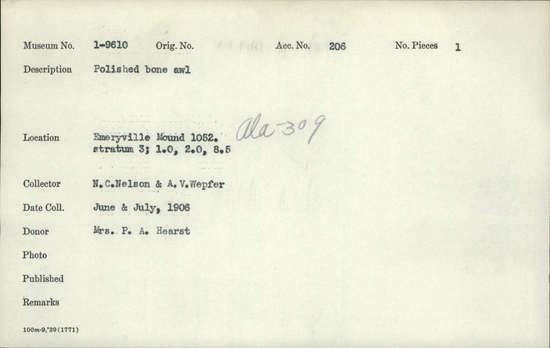 Museum No. 1-9610 Orig. No. Acc. No. 206 No. Pieces 1
Description Polished bone awl
Location Emeryville Mound 1052. Ala-309
stratum 3; 1.0, 2.0, 8.5
Collector N.C.Nelson & A.V.Wepfer
Date Coll. June & July, 1906
Donor Mrs. P. A. Hearst
Photo
Published
Remarks
100m-9,'39(1771)